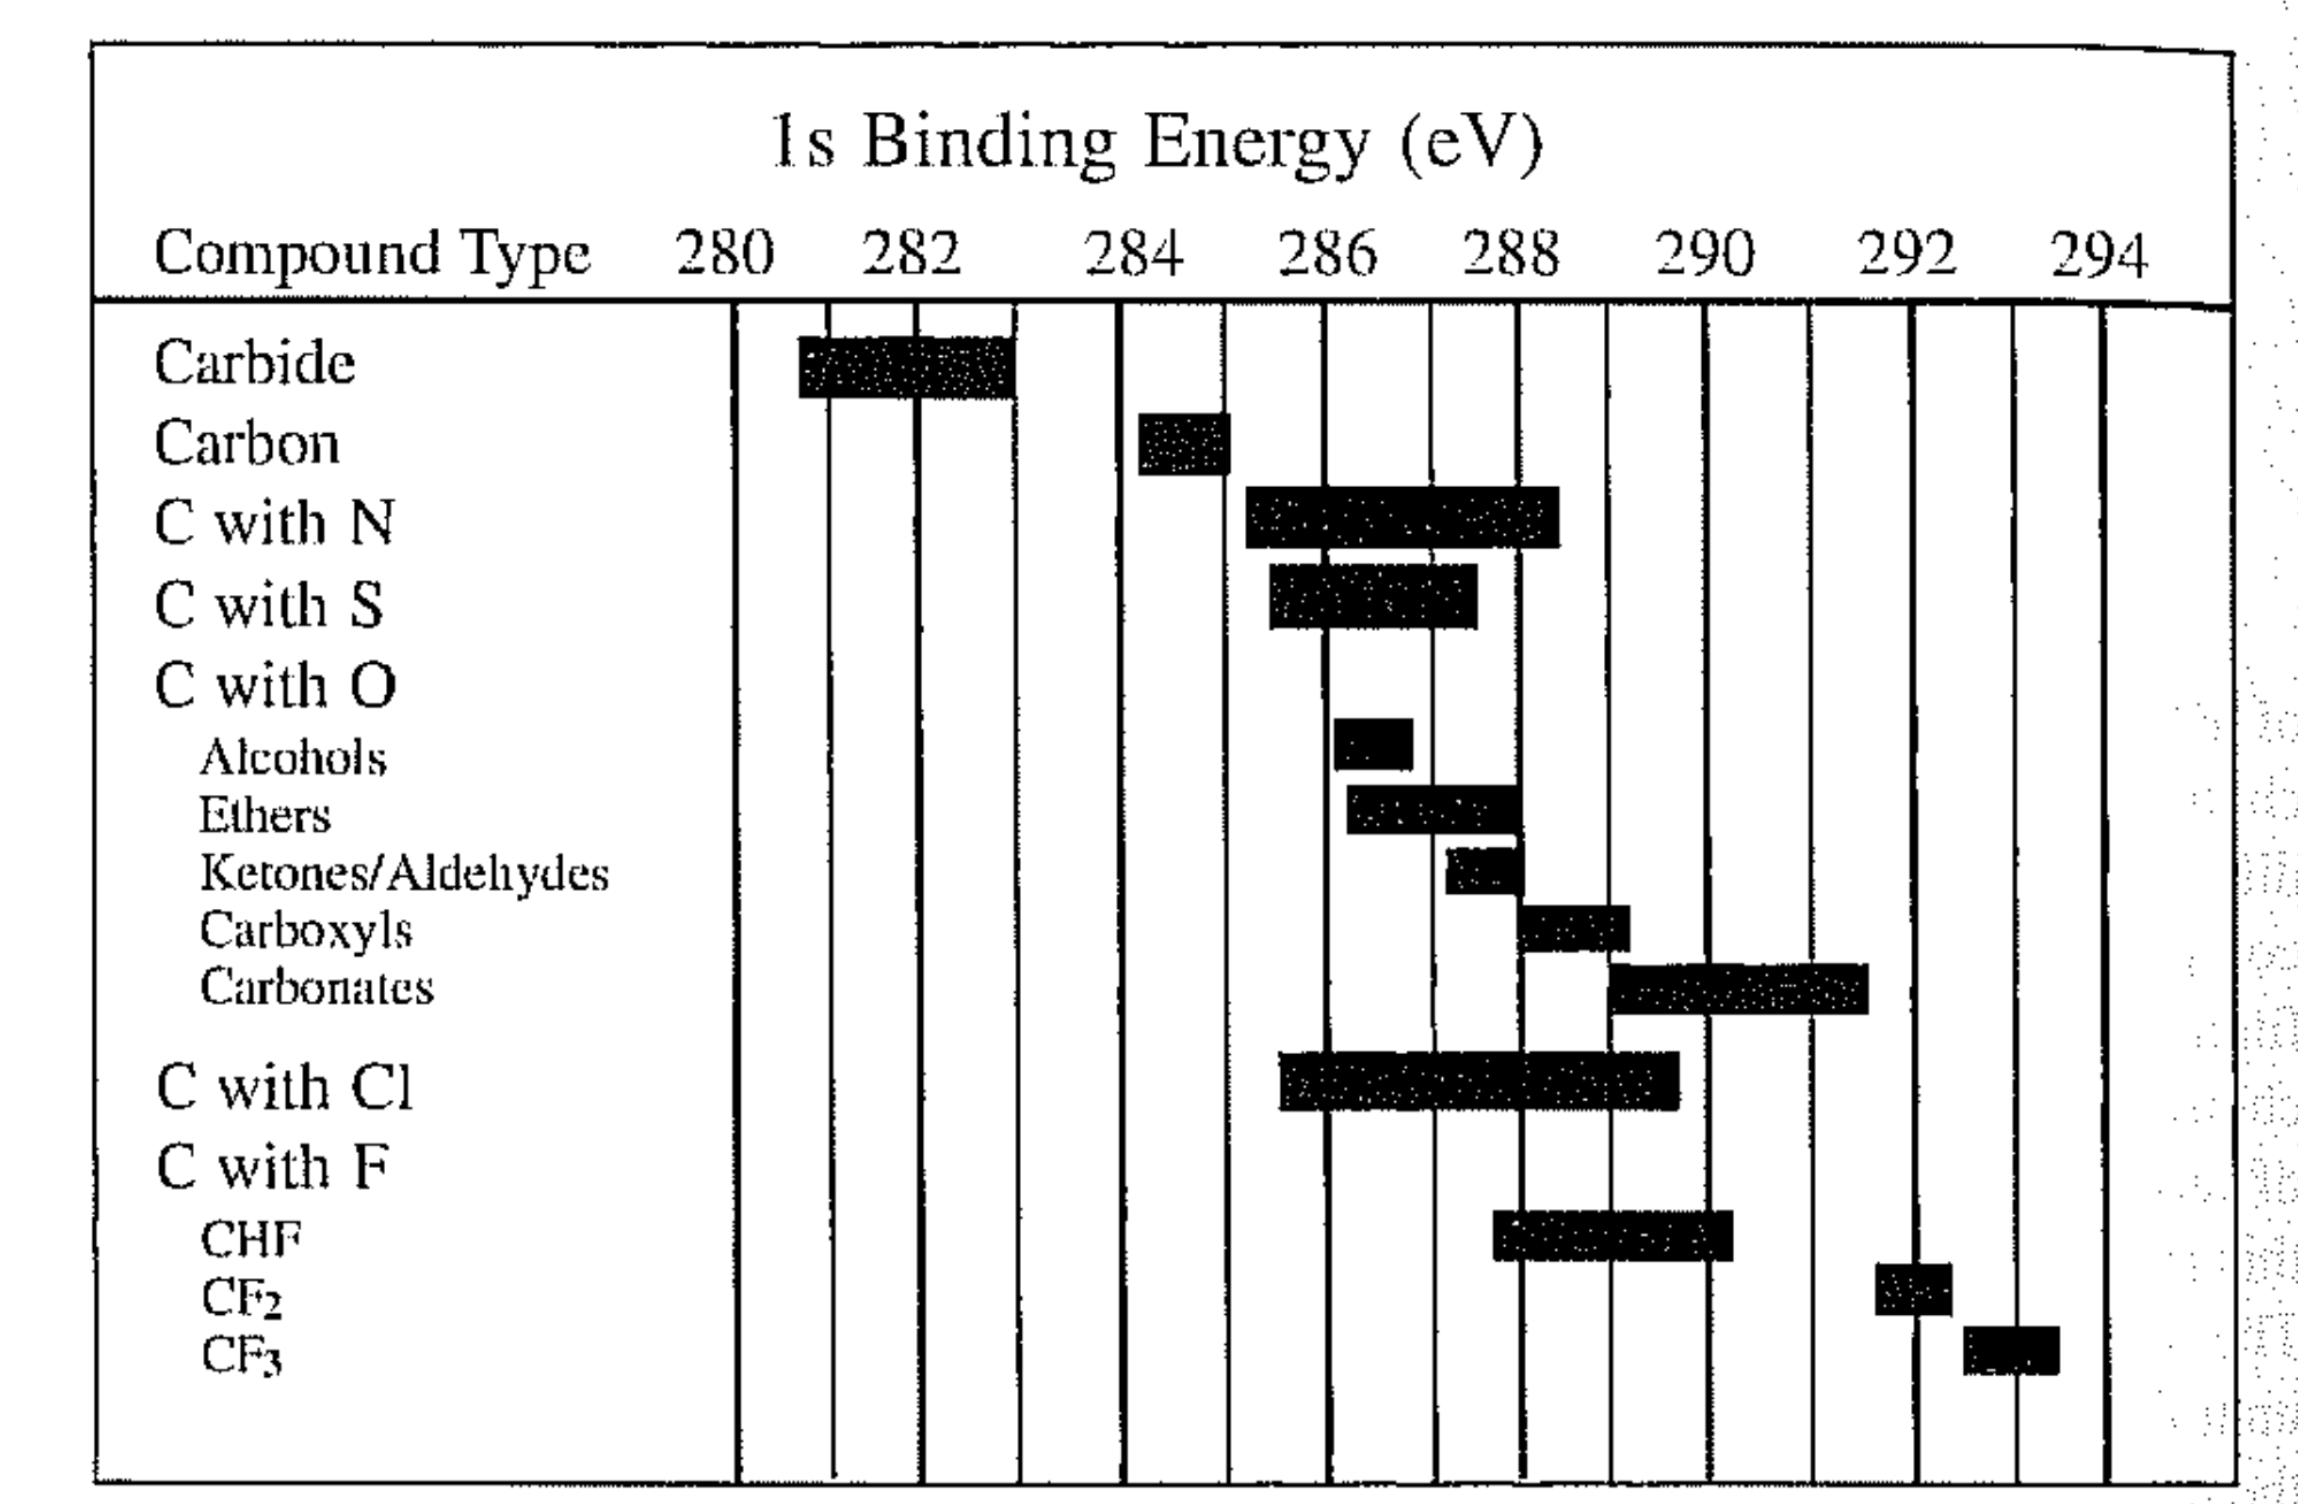 1s Binding Energy (eV)
Compound Type 280 282 284 286 288 290 292 294
Carbide
Carbon
C with N
C with S
C with O
Alcohols
Ethers
Ketones/Aldehydes
Carboxyls
Carbonates
C with Cl
C with F
CHF
CF₂
CF₃